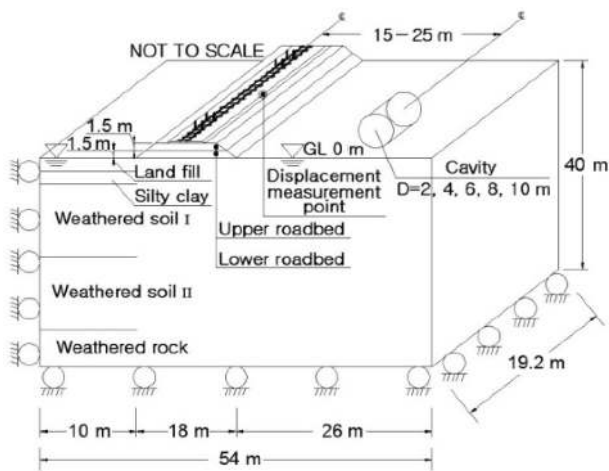 ℄
℄
15-25 m
NOT TO SCALE
1.5 m
1.5 m
GL 0 m
Land fill
Silty clay
Displacement
measurement
point
Cavity
D=2, 4, 6, 8, 10 m
40 m
Weathered soil I
Upper roadbed
Lower roadbed
Weathered soil II
Weathered rock
19.2 m
10 m
18 m
26 m
54 m